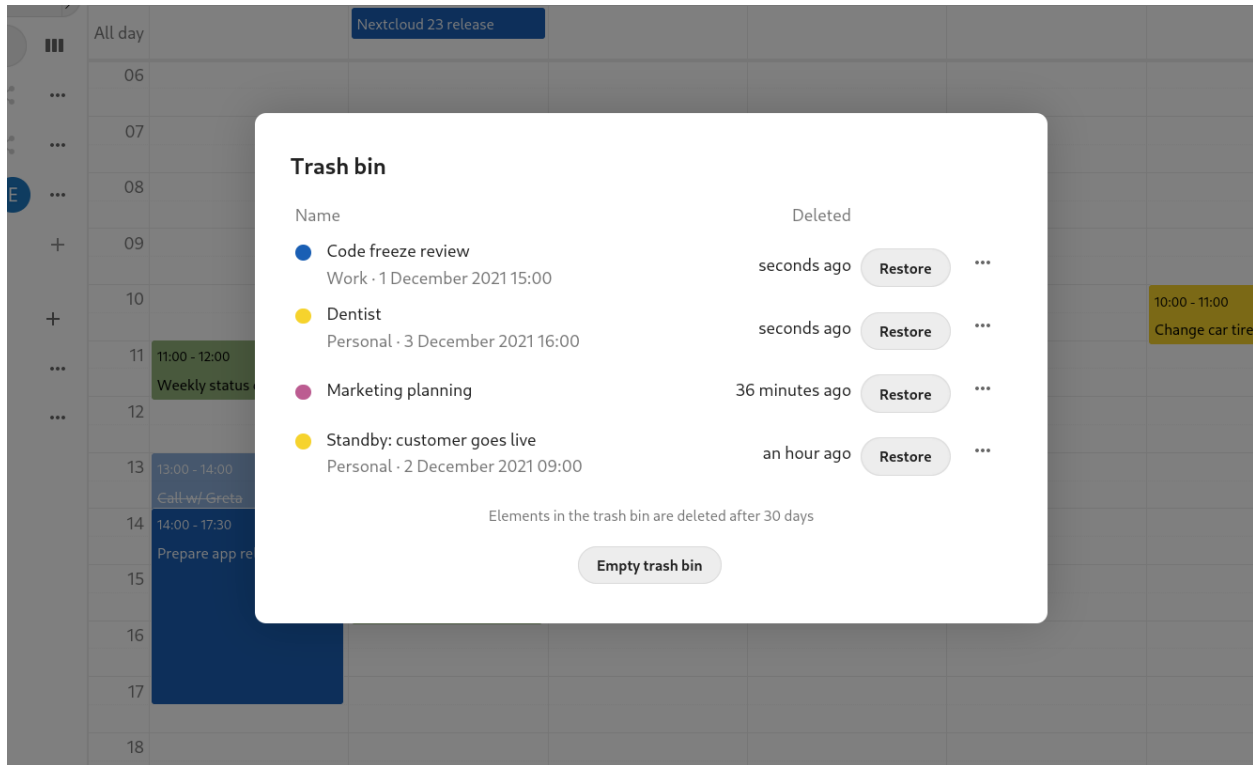 Nextcloud 23 release
All day
06
07
08
E
09
10
11
12
13
14
15
16
17
18
11:00 - 12:00
Weekly status
13:00 - 14:00
Call w/ Greta
14:00 - 17:30
Prepare app
10:00 - 11:00
Change car tire
Trash bin
Name Deleted
Code freeze review
Work · 1 December 2021 15:00
seconds ago Restore
Dentist
Personal · 3 December 2021 16:00
seconds ago Restore
Marketing planning
36 minutes ago Restore
Standby: customer goes live
Personal · 2 December 2021 09:00
an hour ago Restore
Elements in the trash bin are deleted after 30 days
Empty trash bin